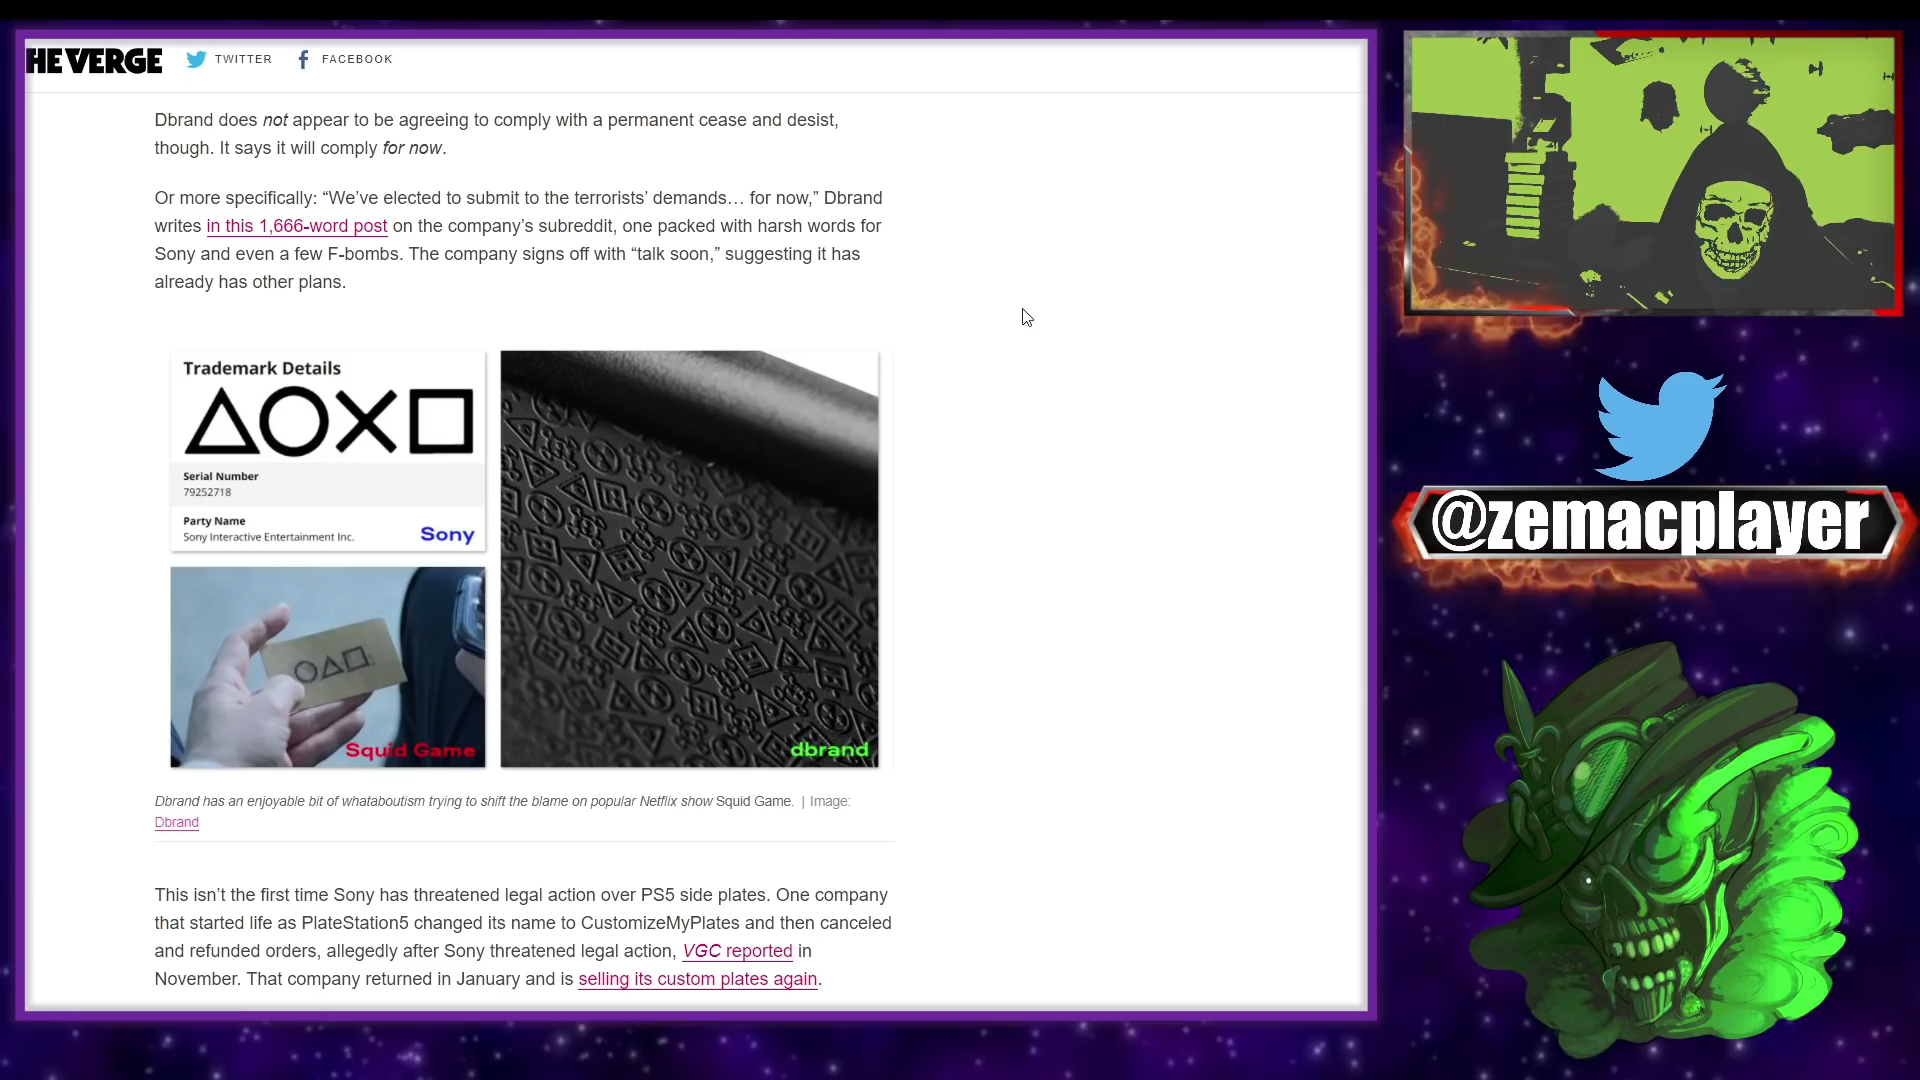 HE VERGE
TWITTER
FACEBOOK
Dbrand does not appear to be agreeing to comply with a permanent cease and desist,
though. It says it will comply for now.
Or more specifically: “We’ve elected to submit to the terrorists’ demands… for now,” Dbrand
writes in this 1,666-word post on the company’s subreddit, one packed with harsh words for
Sony and even a few F-bombs. The company signs off with “talk soon,” suggesting it has
already has other plans.
Trademark Details
Serial Number
79252718
Party Name
Sony Interactive Entertainment Inc.
Sony
Squid Game
dbrand
Dbrand has an enjoyable bit of whataboutism trying to shift the blame on popular Netflix show Squid Game. | Image:
Dbrand
This isn’t the first time Sony has threatened legal action over PS5 side plates. One company
that started life as PlateStation5 changed its name to CustomizeMyPlates and then canceled
and refunded orders, allegedly after Sony threatened legal action, VGC reported in
November. That company returned in January and is selling its custom plates again.
@zemacplayer